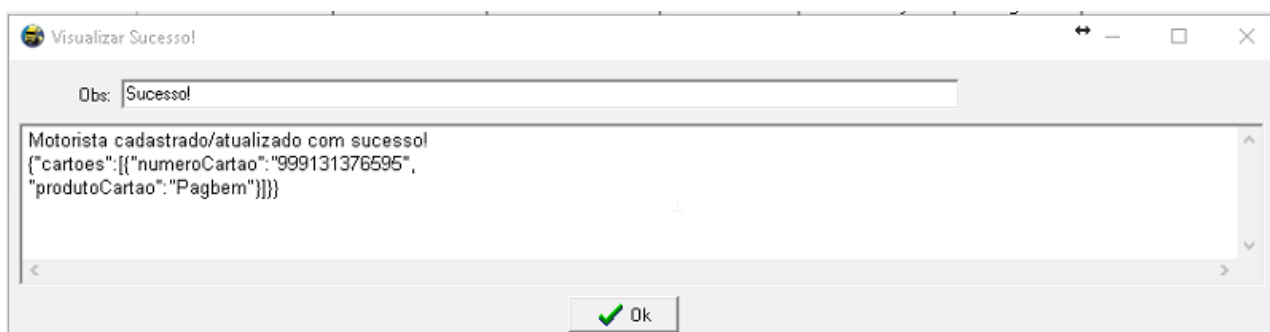 Visualizar Sucesso!
Obs: Sucesso!
Motorista cadastrado/atualizado com sucesso!
{"cartoes":[{"numeroCartao":"999131376595",
"produtoCartao":"Pagbem"}]}}
Ok